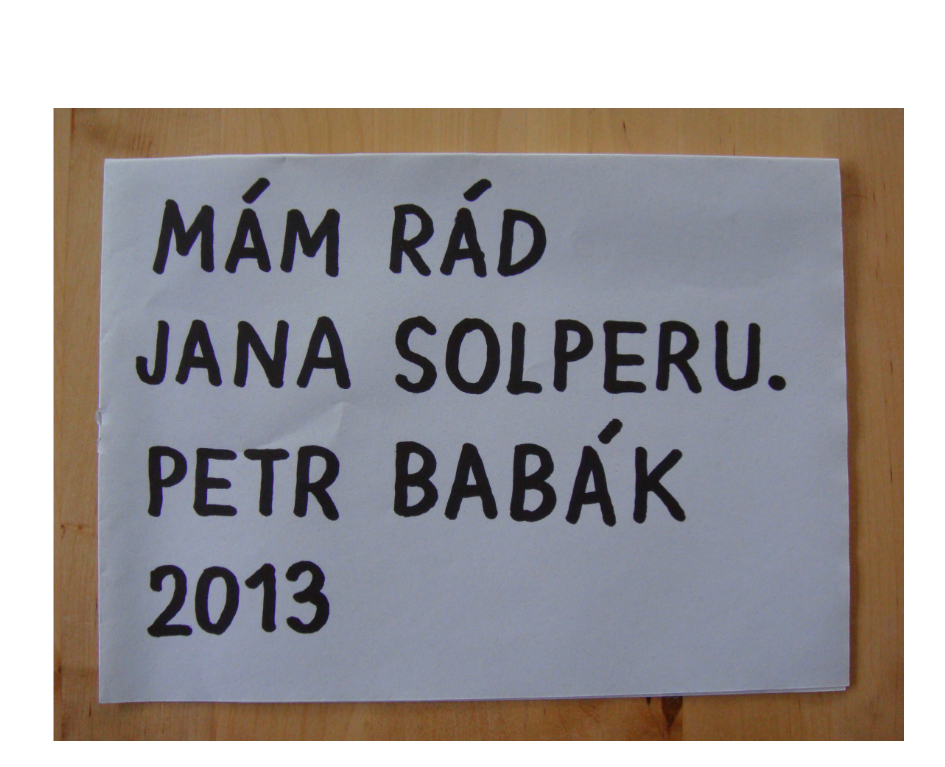 MÁM RÁD
JANA SOLPERU.
PETR BABÁK
2013